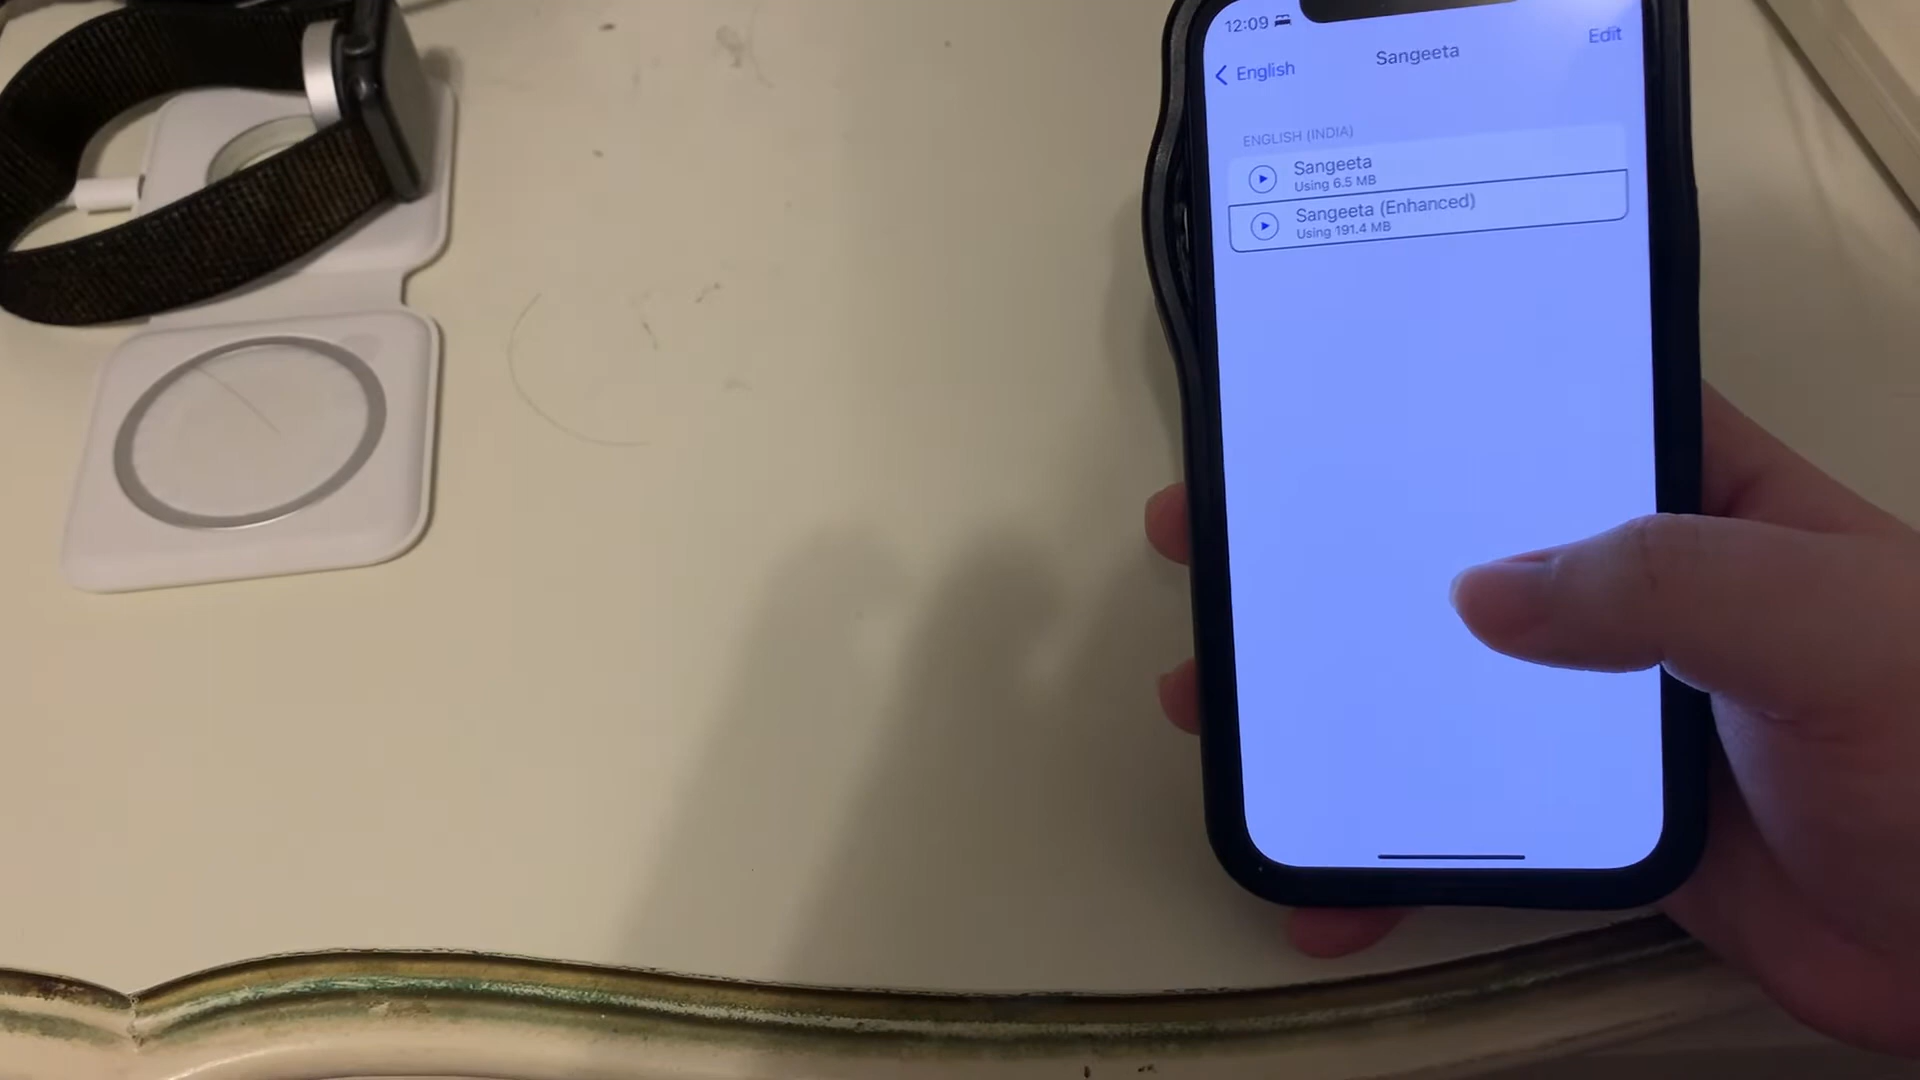 12:09
English
Sangeeta
Edit
ENGLISH (INDIA)
Sangeeta
Using 6.5 MB
Sangeeta (Enhanced)
Using 191.4 MB